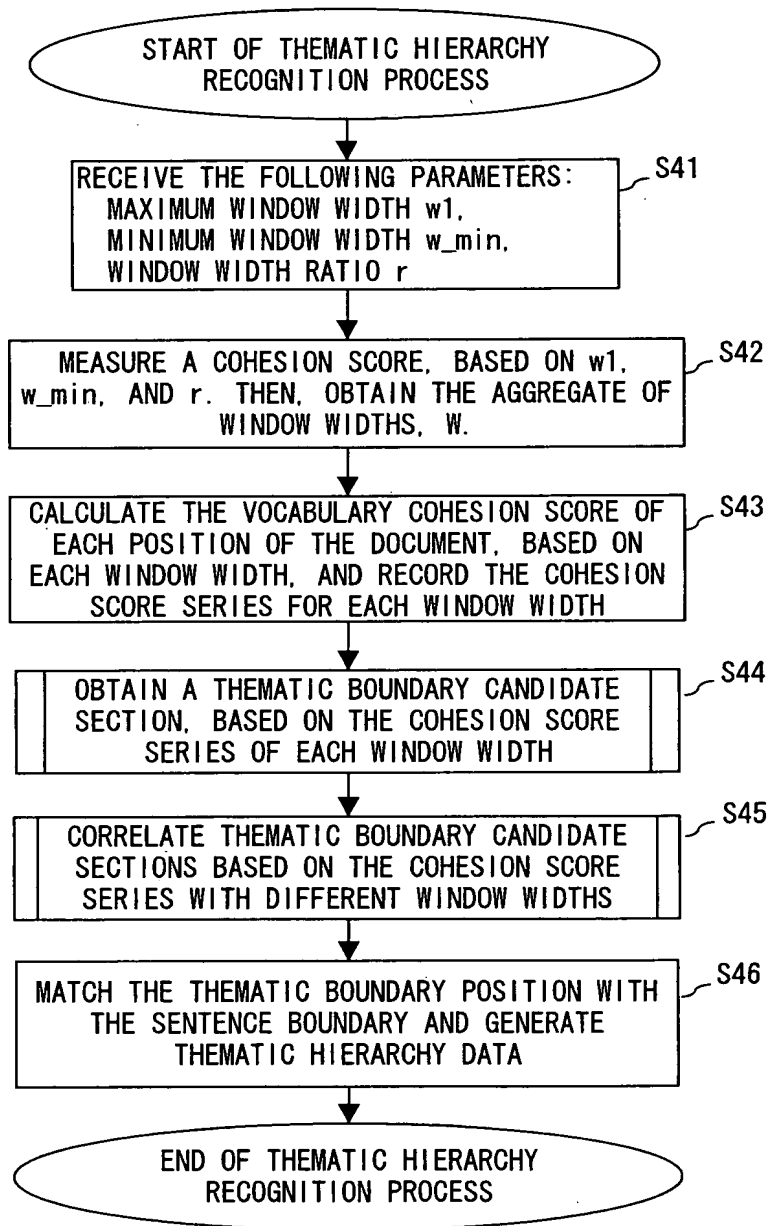 START OF THEMATIC HIERARCHY
RECOGNITION PROCESS
S41
RECEIVE THE FOLLOWING PARAMETERS:
MAXIMUM WINDOW WIDTH w1,
MINIMUM WINDOW WIDTH w_min,
WINDOW WIDTH RATIO r
S42
MEASURE A COHESION SCORE, BASED ON w1,
w_min, AND r. THEN, OBTAIN THE AGGREGATE OF
WINDOW WIDTHS, W.
S43
CALCULATE THE VOCABULARY COHESION SCORE OF
EACH POSITION OF THE DOCUMENT, BASED ON
EACH WINDOW WIDTH, AND RECORD THE COHESION
SCORE SERIES FOR EACH WINDOW WIDTH
S44
OBTAIN A THEMATIC BOUNDARY CANDIDATE
SECTION, BASED ON THE COHESION SCORE
SERIES OF EACH WINDOW WIDTH
S45
CORRELATE THEMATIC BOUNDARY CANDIDATE
SECTIONS BASED ON THE COHESION SCORE
SERIES WITH DIFFERENT WINDOW WIDTHS
S46
MATCH THE THEMATIC BOUNDARY POSITION WITH
THE SENTENCE BOUNDARY AND GENERATE
THEMATIC HIERARCHY DATA
END OF THEMATIC HIERARCHY
RECOGNITION PROCESS